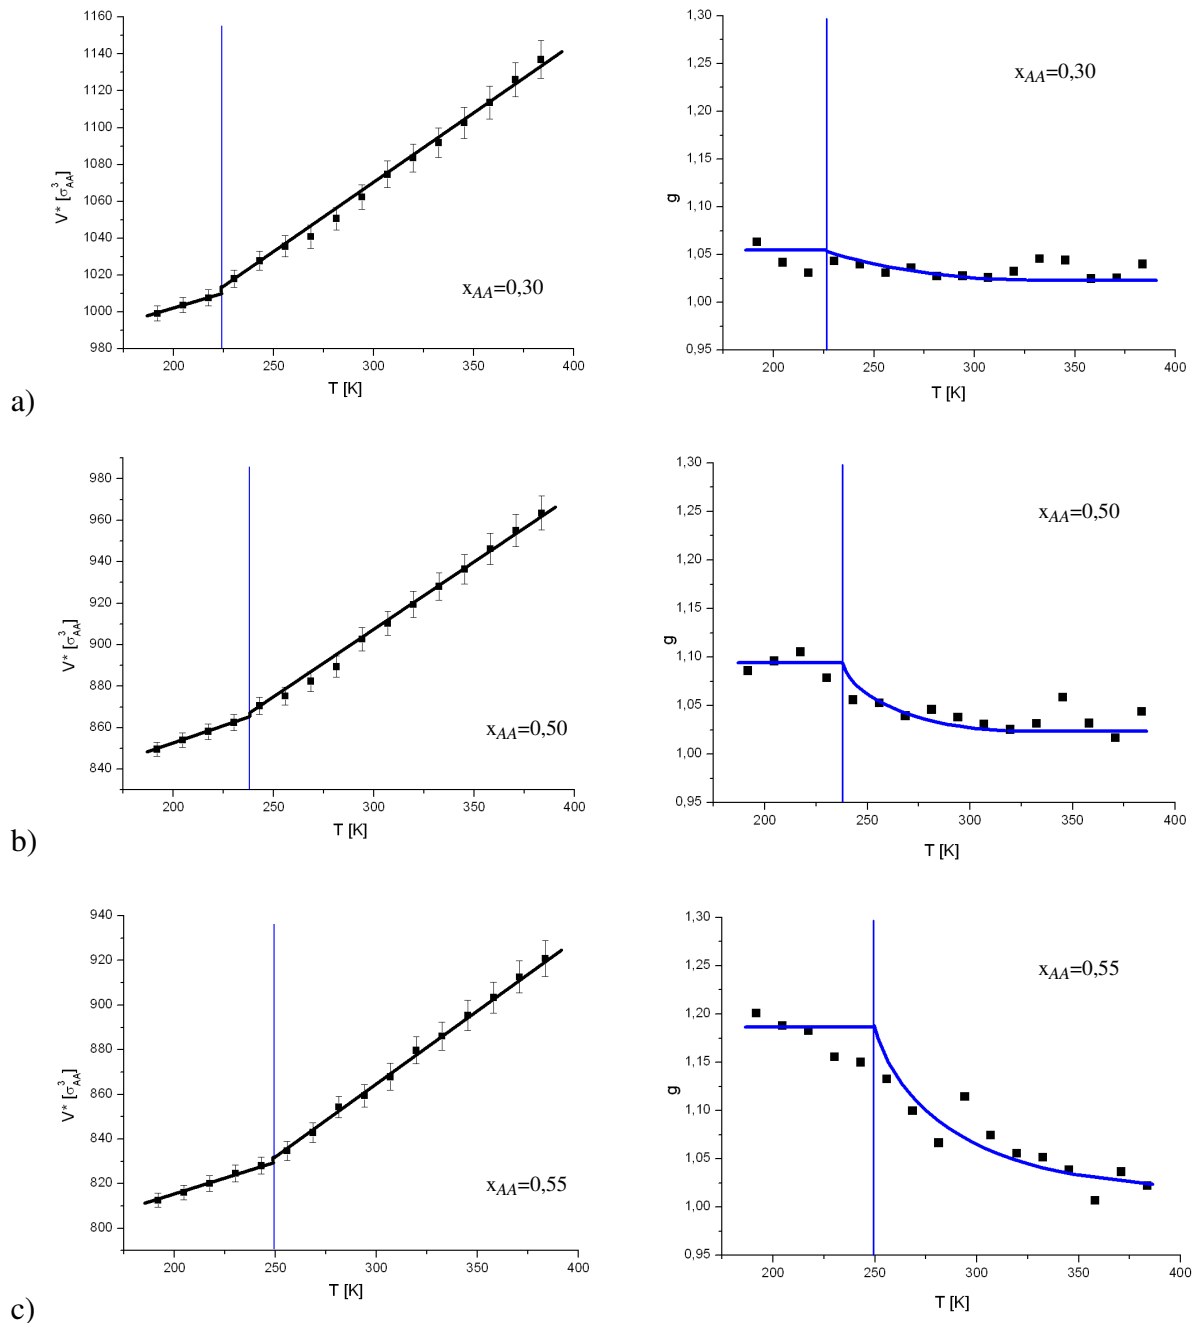 1160
1140
1120
1100
1080
1060
1040
1020
1000
980
V* [σ³AA]
xAA=0,30
200 250 300 350 400
T [K]
1,30
1,25
1,20
1,15
1,10
1,05
1,00
0,95
g
xAA=0,30
200 250 300 350 400
T [K]
a)
980
960
940
920
900
880
860
840
V* [σ³AA]
xAA=0,50
200 250 300 350 400
T [K]
1,30
1,25
1,20
1,15
1,10
1,05
1,00
0,95
g
xAA=0,50
200 250 300 350 400
T [K]
b)
940
920
900
880
860
840
820
800
V* [σ³AA]
xAA=0,55
200 250 300 350 400
T [K]
1,30
1,25
1,20
1,15
1,10
1,05
1,00
0,95
g
xAA=0,55
200 250 300 350 400
T [K]
c)